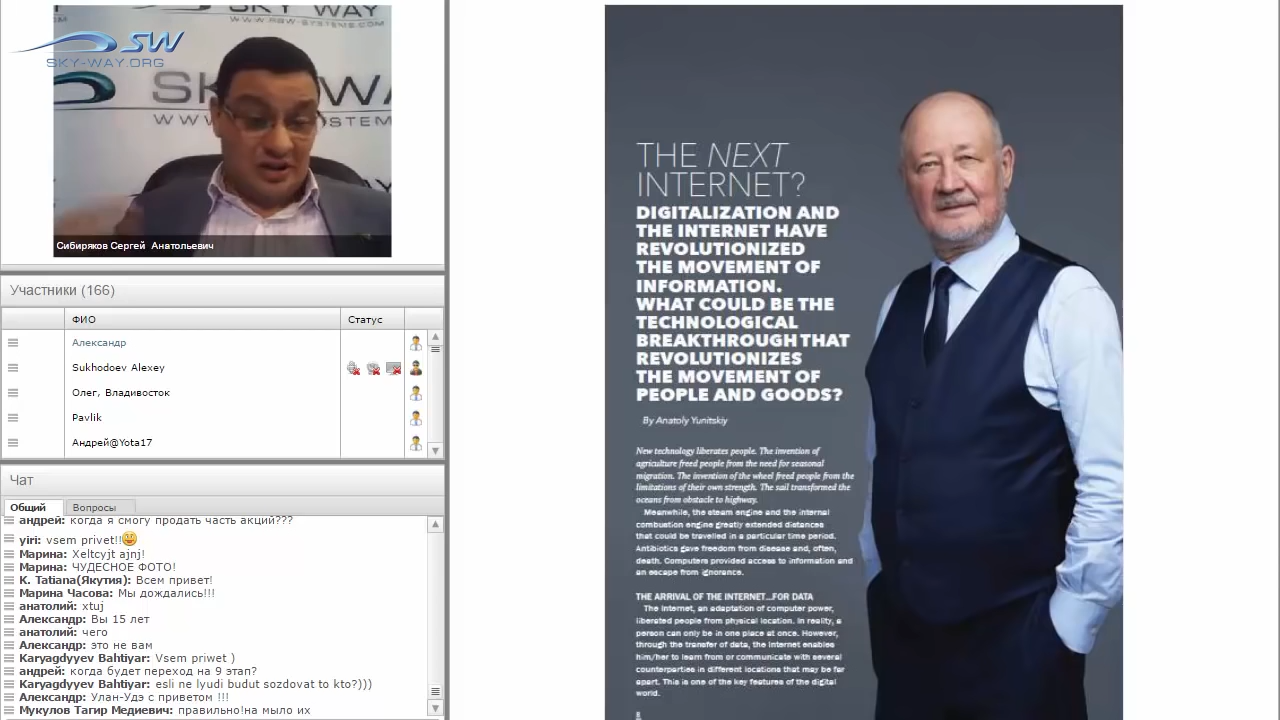 SW
SKY-WAY.ORG
Сибиряков Сергей Анатольевич
Участники (166)
ФИО
Статус
Александр
Sukhodoev Alexey
Олег, Владивосток
Pavlik
Андрей@Yota17
Чат
Общий
Вопросы
андрей: когда я смогу продать часть акций???
yiri: vsem privet!!
Марина: Xeltcyjt ajnj!
Марина: ЧУДЕСНОЕ ФОТО!
K. Tatiana(Якутия): Всем привет!
Марина Часова: Мы дождались!!!
анатолий: xtuj
Александр: Вы 15 лет
анатолий: чего
Александр: это не вам
Karyagdyyev Bahtiyar: Vsem priwet )
андрей: когда будет переход на 9 этап?
Karyagdyyev Bahtiyar: esli ne lyudi budut sozdovat to kto?)))
Александр: Улан-Удэ с приветом !!!
Мукулов Тагир Медиевич: правильно!на мыло их
THE NEXT
INTERNET?
DIGITALIZATION AND
THE INTERNET HAVE
REVOLUTIONIZED
THE MOVEMENT OF
INFORMATION.
WHAT COULD BE THE
TECHNOLOGICAL
BREAKTHROUGH THAT
REVOLUTIONIZES
THE MOVEMENT OF
PEOPLE AND GOODS?
By Anatoly Yunitskiy
New technology liberates people. The invention of
agriculture freed people from the need for seasonal
migration. The invention of the wheel freed people from the
limitations of their own strength. The sail transformed the
oceans from obstacle to highway.
Meanwhile, the steam engine and the internal
combustion engine greatly extended distances
that could be travelled in a particular time period.
Antibiotics gave freedom from disease and, often,
death. Computers provided access to information and
an escape from ignorance.
THE ARRIVAL OF THE INTERNET...FOR DATA
The Internet, an adaptation of computer power,
liberated people from physical location. In reality, a
person can only be in one place at once. However,
through the transfer of data, the Internet enables
him/her to learn from or communicate with several
counterparties in different locations that may be far
apart. This is one of the key features of the digital
world.